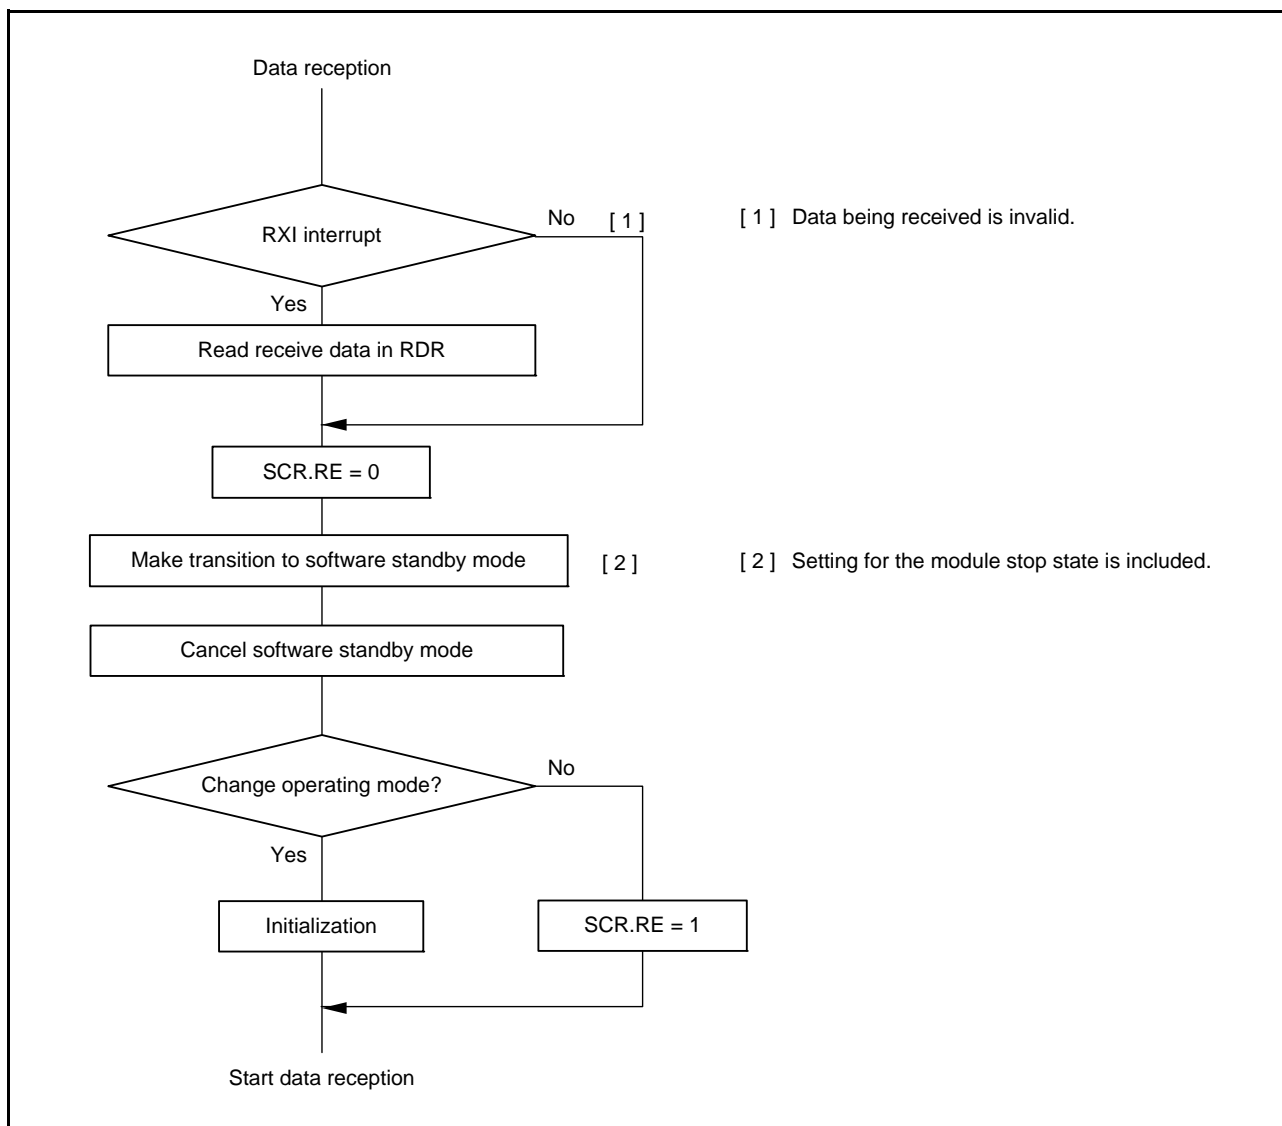 Data reception
RXI interrupt
No
[ 1 ]
[ 1 ] Data being received is invalid.
Yes
Read receive data in RDR
SCR.RE = 0
Make transition to software standby mode
[ 2 ]
[ 2 ] Setting for the module stop state is included.
Cancel software standby mode
Change operating mode?
No
Yes
Initialization
SCR.RE = 1
Start data reception